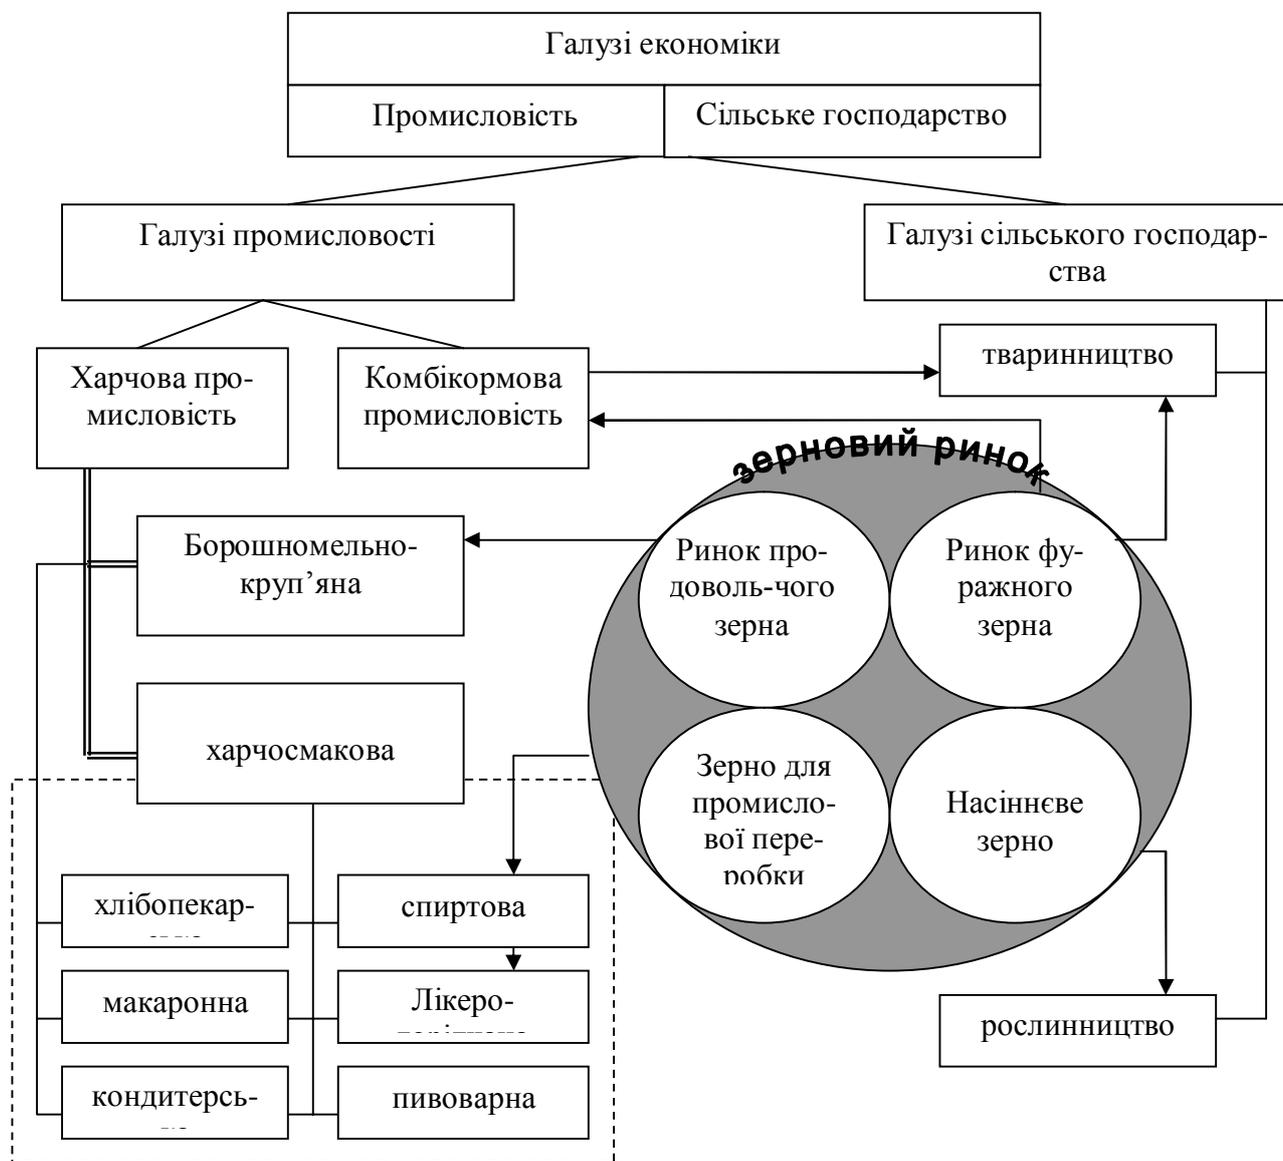 Галузі економіки
Промисловість
Сільське господарство
Галузі промисловості
Галузі сільського господар-
ства
тваринництво
Харчова про-
мисловість
Комбікормова
промисловість
зерновий ринок
Борошномельно-
круп’яна
Ринок про-
доволь-чого
зерна
Ринок фу-
ражного
зерна
харчосмакова
Зерно для
промисло-
вої пере-
робки
Насіннєве
зерно
хлібопекар-
спиртова
макаронна
Лікеро-
рослинництво
кондитерсь-
пивоварна